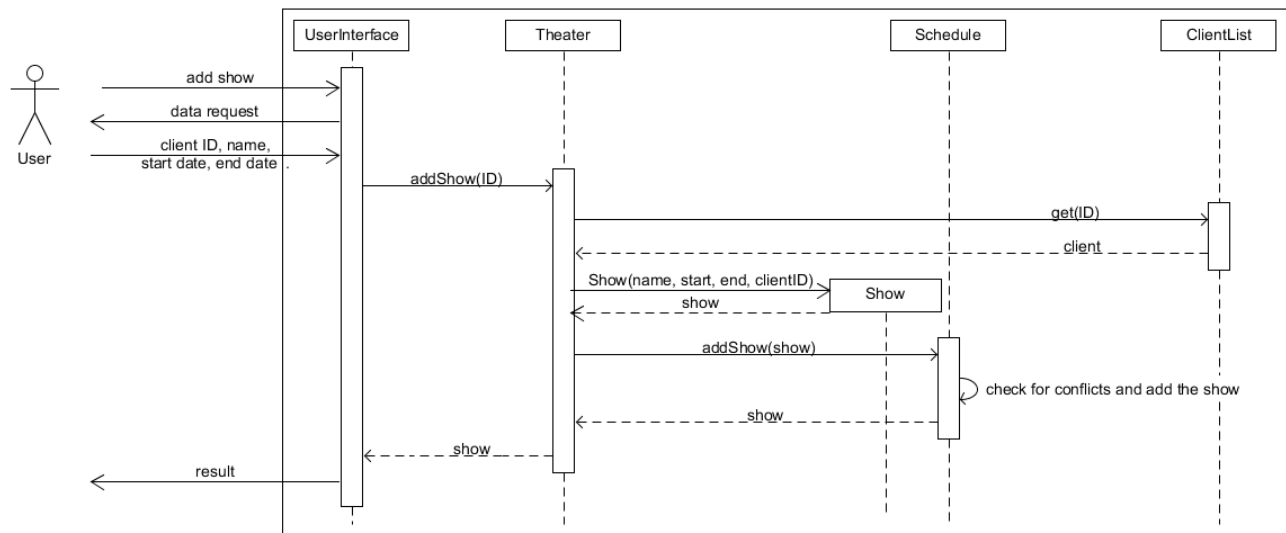 UserInterface
Theater
Schedule
ClientList
add show
data request
User
client ID, name,
start date, end date .
addShow(ID)
get(ID)
client
Show(name, start, end, clientID)
Show
show
addShow(show)
check for conflicts and add the show
show
show
result